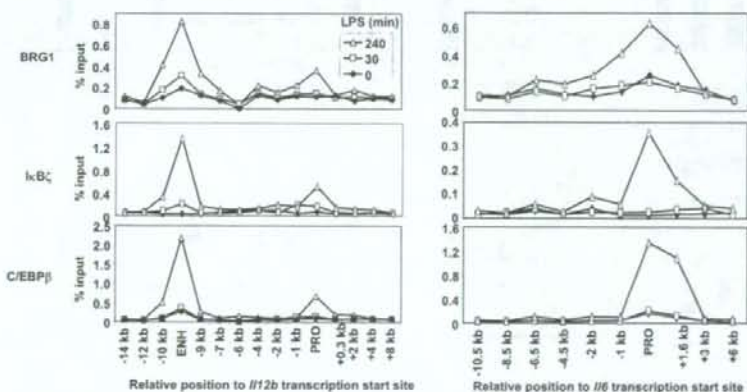 LPS (min)
240
30
0
BRG1
% input
0.8
0.6
0.4
0.2
0
% input
0.6
0.4
0.2
0
IκBζ
% input
1.6
1.2
0.8
0.4
0
% input
0.4
0.3
0.2
0.1
0
C/EBPβ
% input
2.5
2.0
1.5
1.0
0.5
0
% input
1.6
1.2
0.8
0.4
0
-14 kb
-12 kb
-10 kb
ENH
-9 kb
-7 kb
-6 kb
-4 kb
-2 kb
-1 kb
PRO
+0.3 kb
+2 kb
+4 kb
+8 kb
-10.5 kb
-8.5 kb
-6.5 kb
-4.5 kb
-2 kb
-1 kb
PRO
+1.6 kb
+3 kb
+6 kb
Relative position to Il12b transcription start site
Relative position to Il6 transcription start site